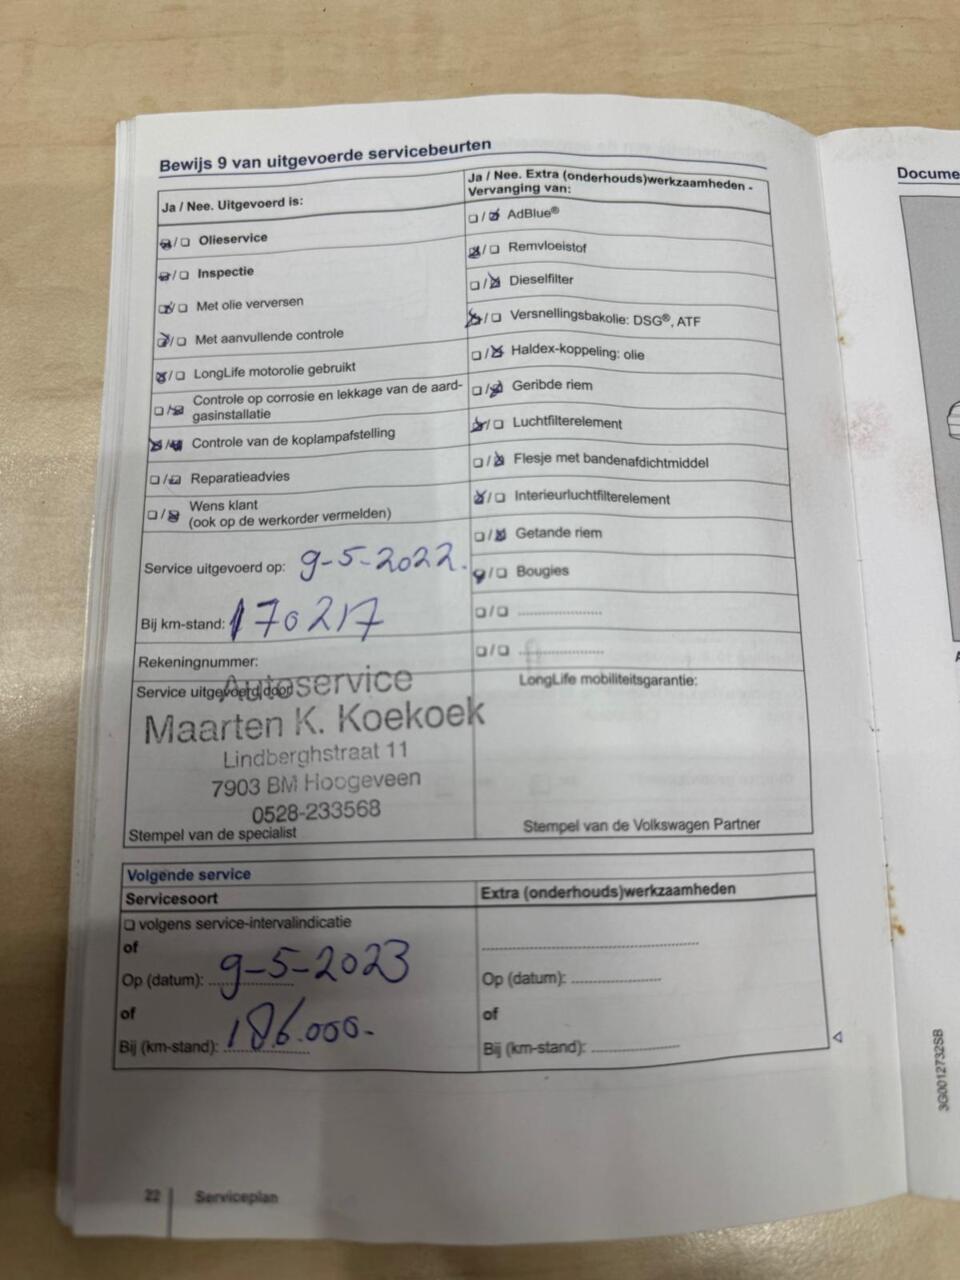 Bewijs 9 van uitgevoerde servicebeurten
Ja / Nee. Uitgevoerd is:
☒/☐ Olieservice
☒/☐ Inspectie
☒/☐ Met olie verversen
☒/☐ Met aanvullende controle
☒/☐ LongLife motorolie gebruikt
☐/☒ Controle op corrosie en lekkage van de aard-
gasinstallatie
☒/☒ Controle van de koplampafstelling
☐/☒ Reparatieadvies
☐/☒ Wens klant
(ook op de werkorder vermelden)
Service uitgevoerd op: 9-5-2022.
Bij km-stand: 170217
Rekeningnummer:
Service uitgevoerd door
Autoservice
Maarten K. Koekoek
Lindberghstraat 11
7903 BM Hoogeveen
0528-233568
Stempel van de specialist
Ja / Nee. Extra (onderhouds)werkzaamheden -
Vervanging van:
☐/☒ AdBlue®
☒/☐ Remvloeistof
☐/☒ Dieselfilter
☒/☐ Versnellingsbakolie: DSG®, ATF
☐/☒ Haldex-koppeling: olie
☐/☒ Geribde riem
☒/☐ Luchtfilterelement
☐/☒ Flesje met bandenafdichtmiddel
☒/☐ Interieurluchtfilterelement
☐/☒ Getande riem
☒/☐ Bougies
☐/☐ ....................
☐/☐ ....................
LongLife mobiliteitsgarantie:
Stempel van de Volkswagen Partner
Volgende service
Servicesoort
☐ volgens service-intervalindicatie
of
Op (datum): 9-5-2023
of
Bij (km-stand): 186.000-
Extra (onderhouds)werkzaamheden
..................................................
Op (datum): ....................
of
Bij (km-stand): ....................
22 Serviceplan
Docume
3G0012732SB